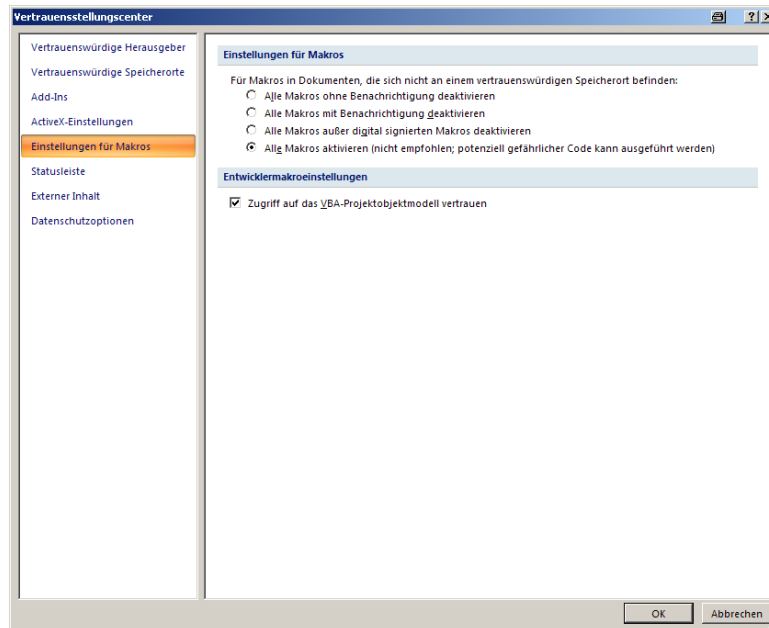 Vertrauensstellungscenter
Vertrauenswürdige Herausgeber
Vertrauenswürdige Speicherorte
Add-Ins
ActiveX-Einstellungen
Einstellungen für Makros
Statusleiste
Externer Inhalt
Datenschutzoptionen
Einstellungen für Makros
Für Makros in Dokumenten, die sich nicht an einem vertrauenswürdigen Speicherort befinden:
Alle Makros ohne Benachrichtigung deaktivieren
Alle Makros mit Benachrichtigung deaktivieren
Alle Makros außer digital signierten Makros deaktivieren
Alle Makros aktivieren (nicht empfohlen; potenziell gefährlicher Code kann ausgeführt werden)
Entwicklermakroeinstellungen
Zugriff auf das VBA-Projektobjektmodell vertrauen
OK
Abbrechen